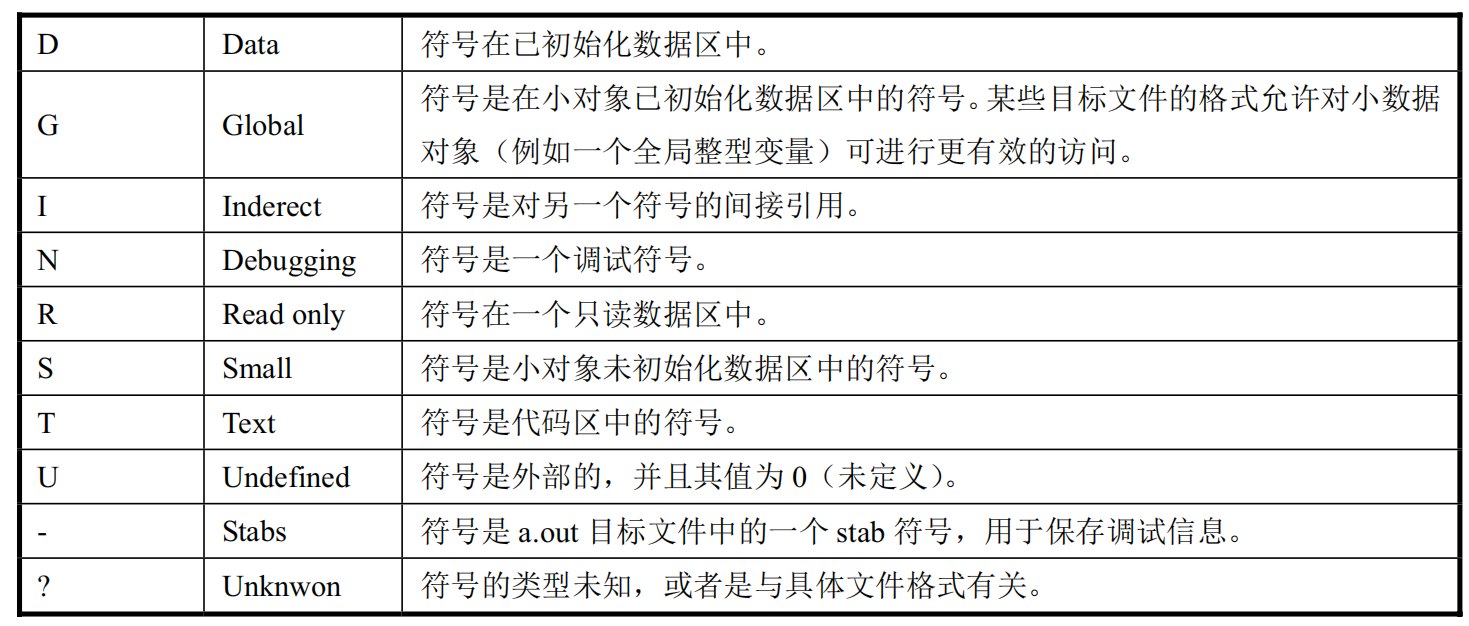 D Data 符号在已初始化数据区中。
G Global 符号是在小对象已初始化数据区中的符号。某些目标文件的格式允许对小数据
对象（例如一个全局整型变量）可进行更有效的访问。
I Inderect 符号是对另一个符号的间接引用。
N Debugging 符号是一个调试符号。
R Read only 符号在一个只读数据区中。
S Small 符号是小对象未初始化数据区中的符号。
T Text 符号是代码区中的符号。
U Undefined 符号是外部的，并且其值为 0（未定义）。
- Stabs 符号是 a.out 目标文件中的一个 stab 符号，用于保存调试信息。
? Unknwon 符号的类型未知，或者是与具体文件格式有关。